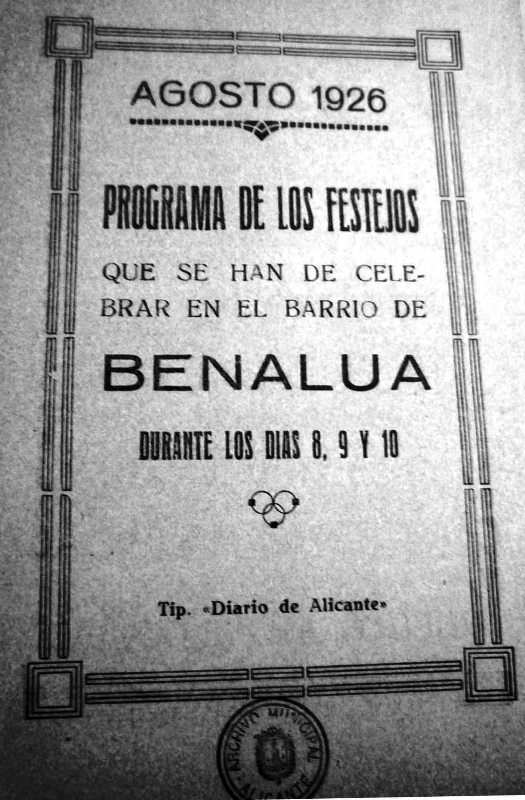 AGOSTO 1926
PROGRAMA DE LOS FESTEJOS
QUE SE HAN DE CELE-
BRAR EN EL BARRIO DE
BENALUA
DURANTE LOS DIAS 8, 9 Y 10
Tip. «Diario de Alicante»
ARCHIVO MUNICIPAL
ALICANTE